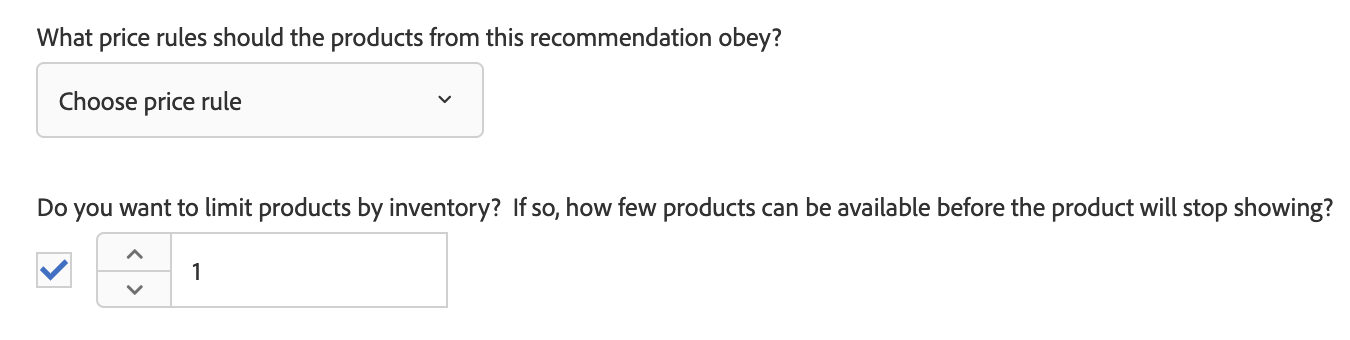 What price rules should the products from this recommendation obey?
Choose price rule
Do you want to limit products by inventory?  If so, how few products can be available before the product will stop showing?
1